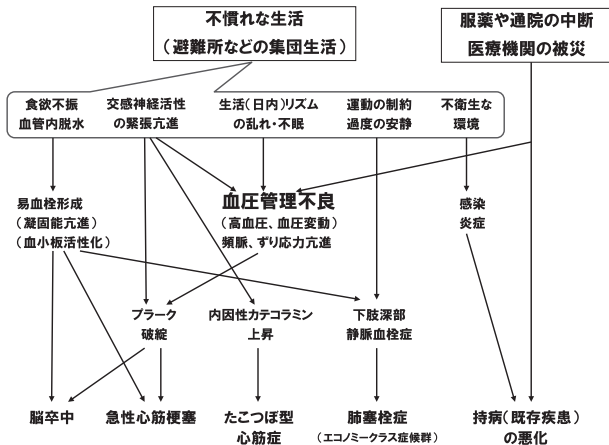 不慣れな生活
（避難所などの集団生活）
服薬や通院の中断
医療機関の被災
食欲不振
血管内脱水
交感神経活性
の緊張亢進
生活（日内）リズム
の乱れ・不眠
運動の制約
過度の安静
不衛生な
環境
易血栓形成
（凝固能亢進）
（血小板活性化）
血圧管理不良
（高血圧、血圧変動）
頻脈、ずり応力亢進
感染
炎症
プラーク
破綻
内因性カテコラミン
上昇
下肢深部
静脈血栓症
脳卒中
急性心筋梗塞
たこつぼ型
心筋症
肺塞栓症
（エコノミークラス症候群）
持病（既存疾患）
の悪化